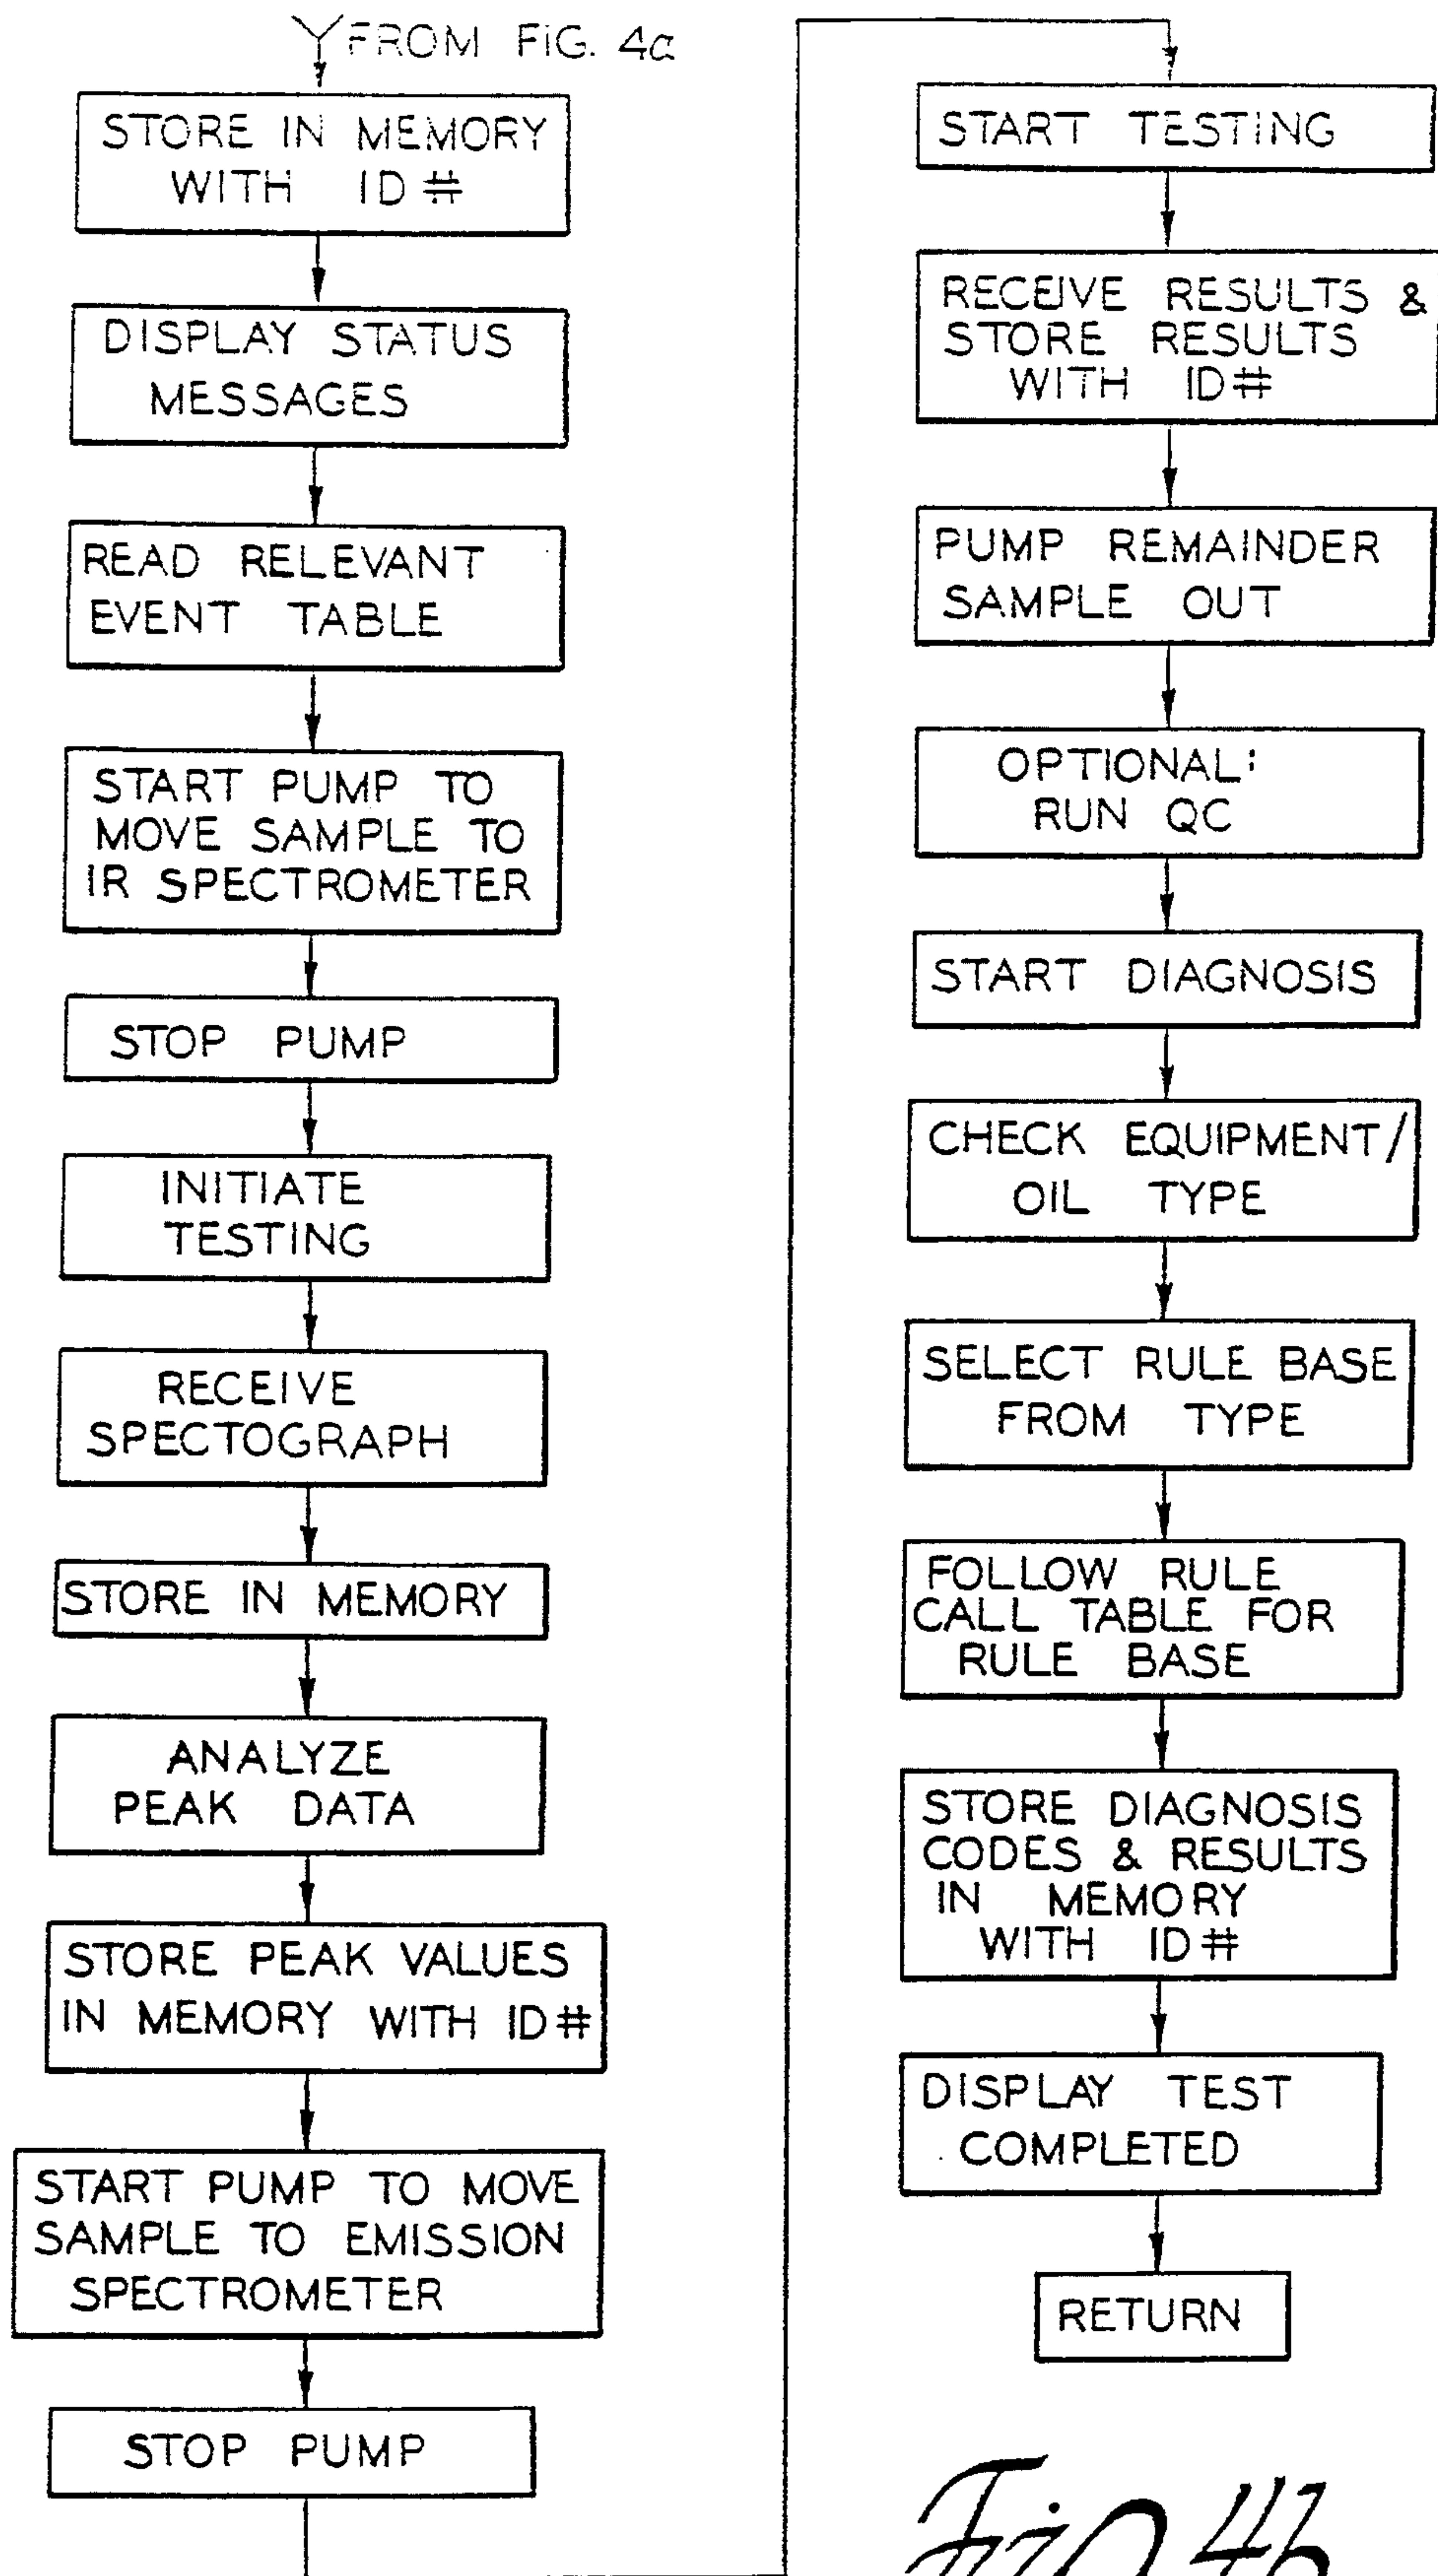 FROM FIG. 4a
STORE IN MEMORY
WITH ID#
DISPLAY STATUS
MESSAGES
READ RELEVANT
EVENT TABLE
START PUMP TO
MOVE SAMPLE TO
IR SPECTROMETER
STOP PUMP
INITIATE
TESTING
RECEIVE
SPECTOGRAPH
STORE IN MEMORY
ANALYZE
PEAK DATA
STORE PEAK VALUES
IN MEMORY WITH ID#
START PUMP TO MOVE
SAMPLE TO EMISSION
SPECTROMETER
STOP PUMP
START TESTING
RECEIVE RESULTS &
STORE RESULTS
WITH ID#
PUMP REMAINDER
SAMPLE OUT
OPTIONAL:
RUN QC
START DIAGNOSIS
CHECK EQUIPMENT/
OIL TYPE
SELECT RULE BASE
FROM TYPE
FOLLOW RULE
CALL TABLE FOR
RULE BASE
STORE DIAGNOSIS
CODES & RESULTS
IN MEMORY
WITH ID#
DISPLAY TEST
COMPLETED
RETURN
Fig 4b